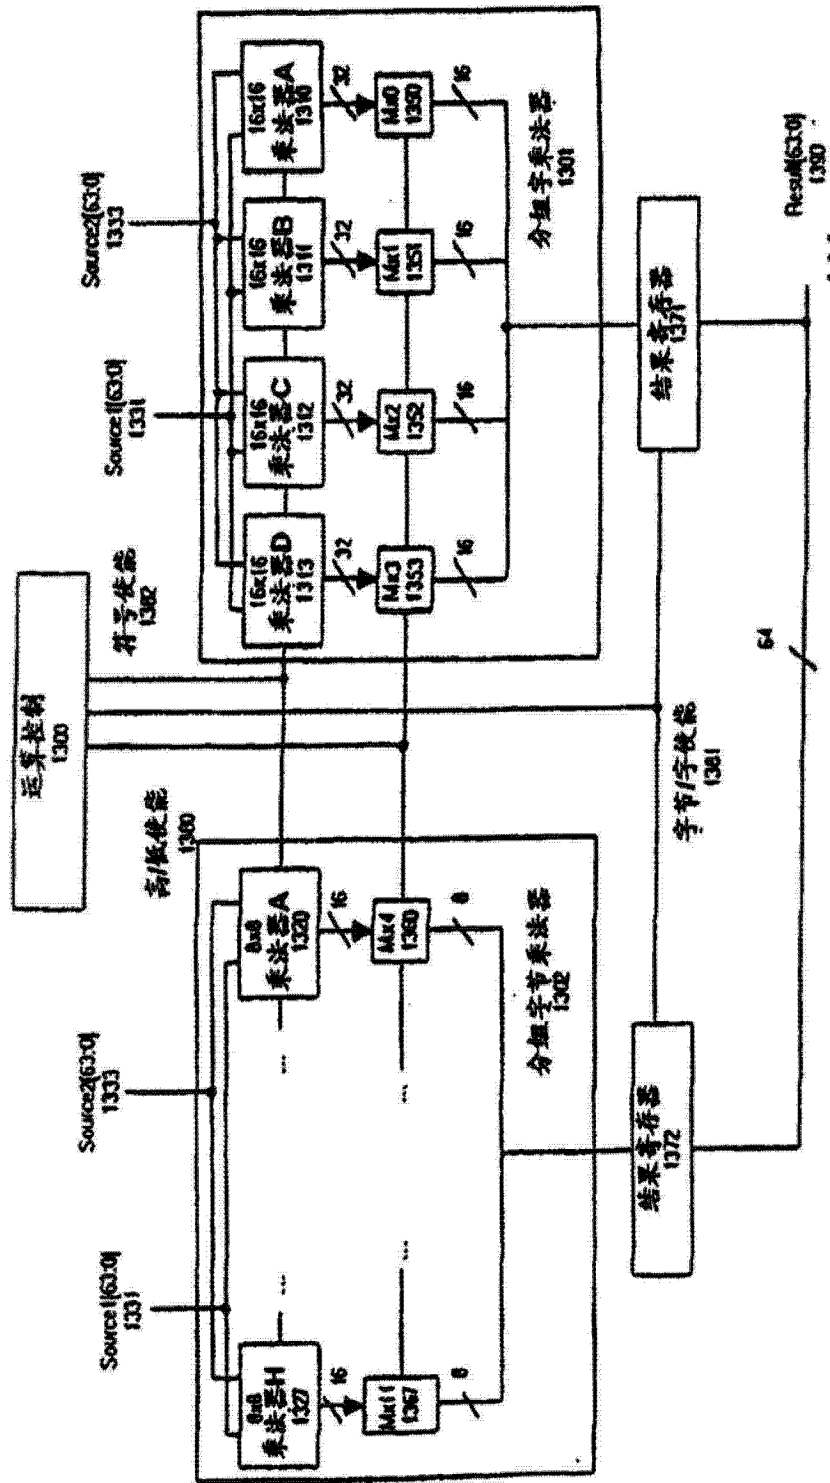 运算控制
1300
Source1[63:0]
1331
Source2[63:0]
1333
高/低使能
1380
符号使能
1382
Source1[63:0]
1331
Source2[63:0]
1333
8x8
乘法器H
1327
...
...
8x8
乘法器A
1320
16x16
乘法器D
1313
16x16
乘法器C
1312
16x16
乘法器B
1311
16x16
乘法器A
1310
16
16
32
32
32
32
Mx11
1367
...
...
Mx4
1360
Mx3
1353
Mx2
1352
Mx1
1351
Mx0
1350
8
8
16
16
16
16
分组字节乘法器
1302
分组字乘法器
1301
结果寄存器
1372
字节/字使能
1381
结果寄存器
1371
64
Result[63:0]
1390